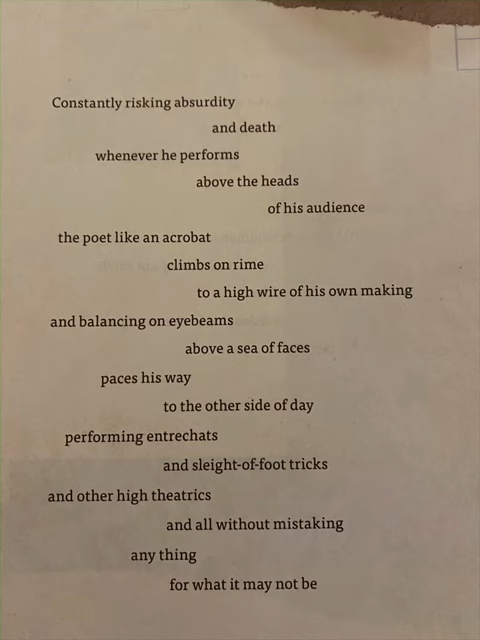 Constantly risking absurdity
and death
whenever he performs
above the heads
of his audience
the poet like an acrobat
climbs on rime
to a high wire of his own making
and balancing on eyebeams
above a sea of faces
paces his way
to the other side of day
performing entrechats
and sleight-of-foot tricks
and other high theatrics
and all without mistaking
any thing
for what it may not be